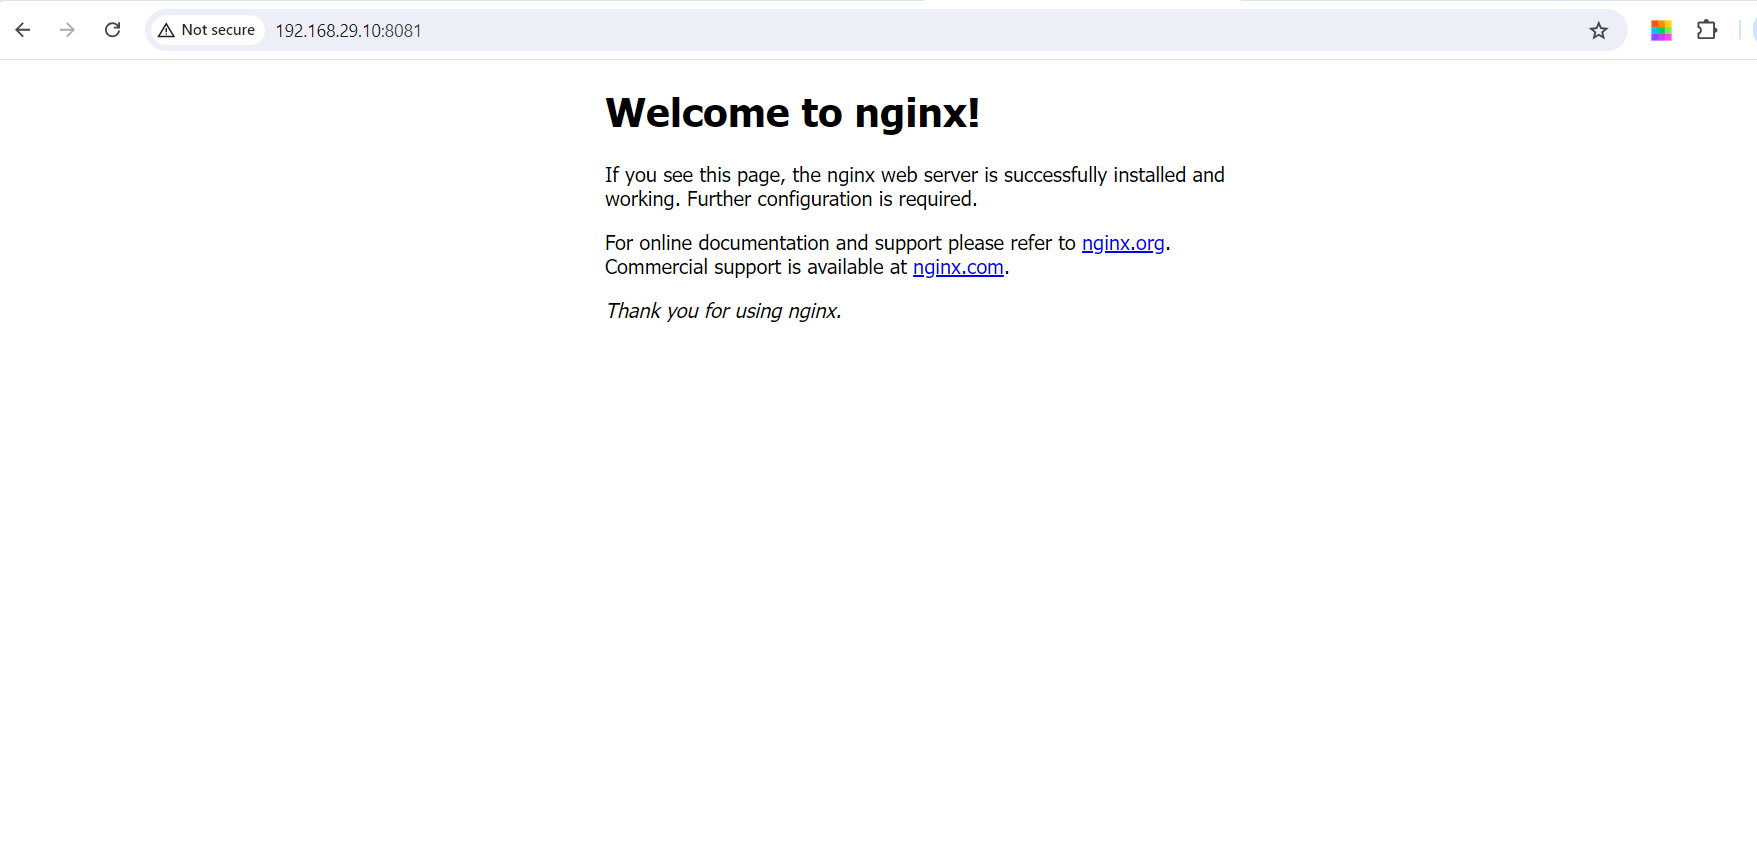 Not secure 192.168.29.10:8081
Welcome to nginx!
If you see this page, the nginx web server is successfully installed and
working. Further configuration is required.
For online documentation and support please refer to nginx.org.
Commercial support is available at nginx.com.
Thank you for using nginx.